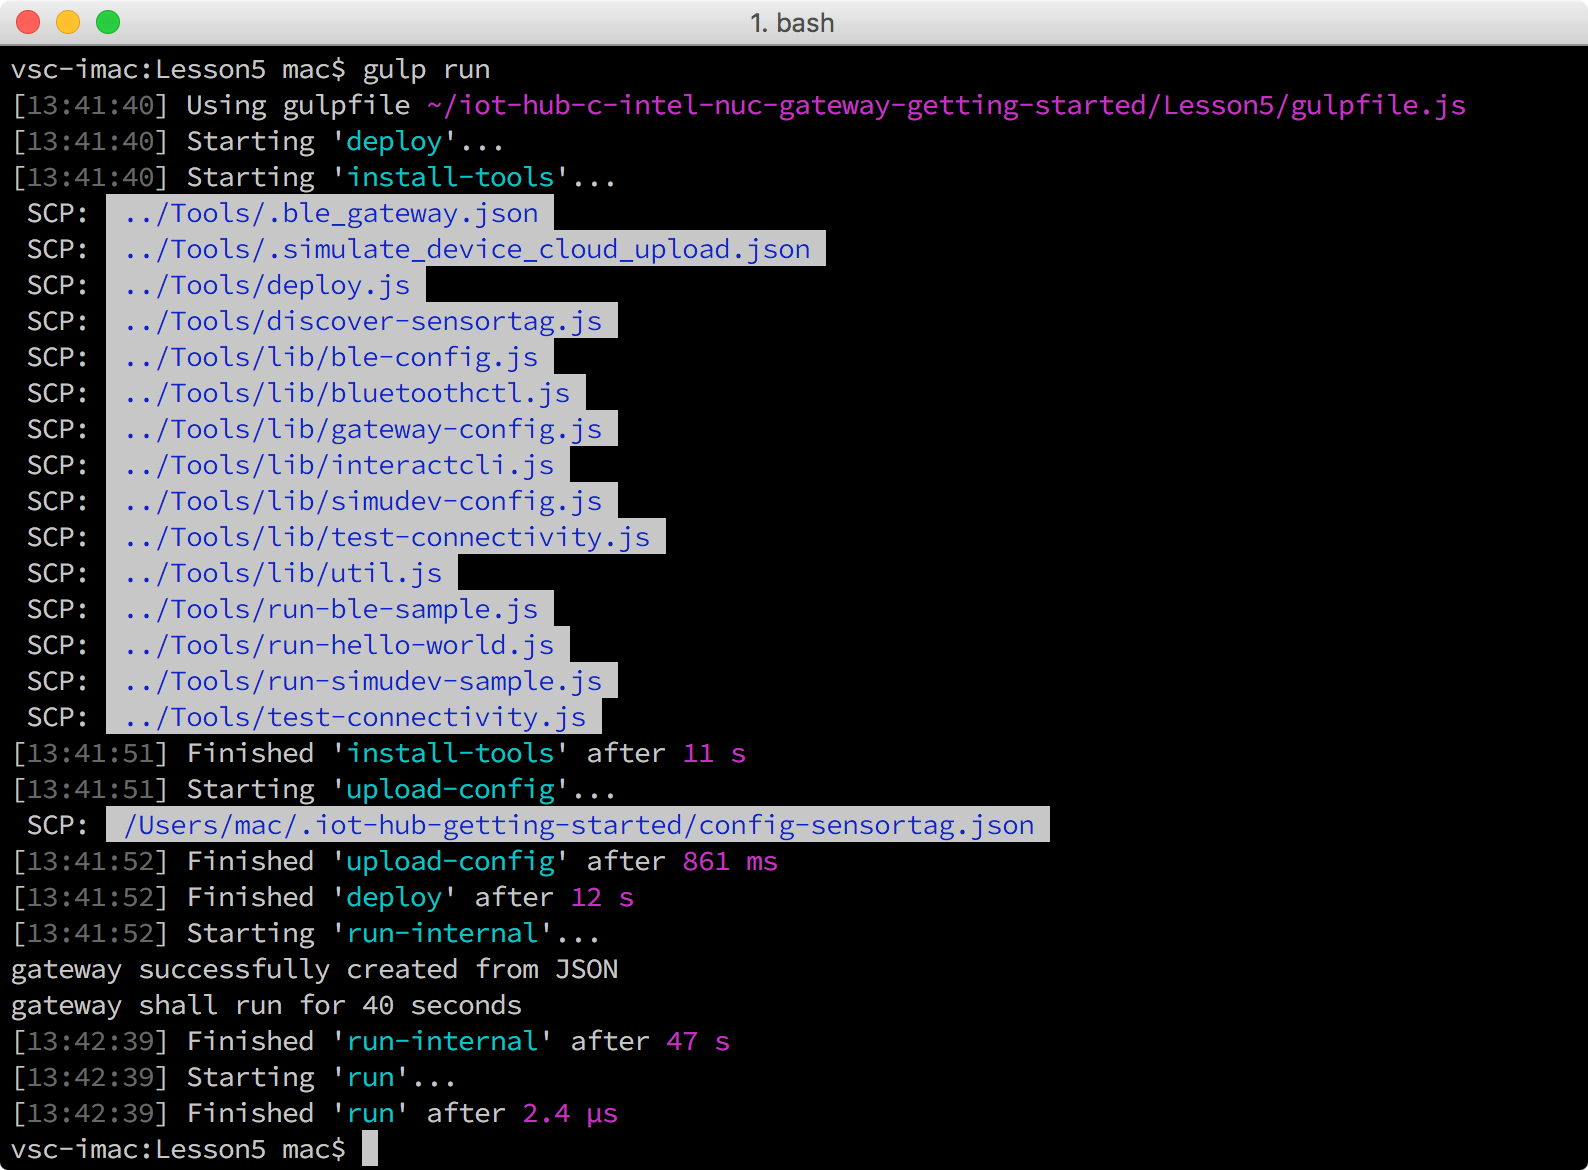 1. bash
vsc-imac:Lesson5 mac$ gulp run
[13:41:40] Using gulpfile ~/iot-hub-c-intel-nuc-gateway-getting-started/Lesson5/gulpfile.js
[13:41:40] Starting 'deploy'...
[13:41:40] Starting 'install-tools'...
SCP: ../Tools/.ble_gateway.json
SCP: ../Tools/.simulate_device_cloud_upload.json
SCP: ../Tools/deploy.js
SCP: ../Tools/discover-sensortag.js
SCP: ../Tools/lib/ble-config.js
SCP: ../Tools/lib/bluetoothctl.js
SCP: ../Tools/lib/gateway-config.js
SCP: ../Tools/lib/interactcli.js
SCP: ../Tools/lib/simudev-config.js
SCP: ../Tools/lib/test-connectivity.js
SCP: ../Tools/lib/util.js
SCP: ../Tools/run-ble-sample.js
SCP: ../Tools/run-hello-world.js
SCP: ../Tools/run-simudev-sample.js
SCP: ../Tools/test-connectivity.js
[13:41:51] Finished 'install-tools' after 11 s
[13:41:51] Starting 'upload-config'...
SCP: /Users/mac/.iot-hub-getting-started/config-sensortag.json
[13:41:52] Finished 'upload-config' after 861 ms
[13:41:52] Finished 'deploy' after 12 s
[13:41:52] Starting 'run-internal'...
gateway successfully created from JSON
gateway shall run for 40 seconds
[13:42:39] Finished 'run-internal' after 47 s
[13:42:39] Starting 'run'...
[13:42:39] Finished 'run' after 2.4 μs
vsc-imac:Lesson5 mac$